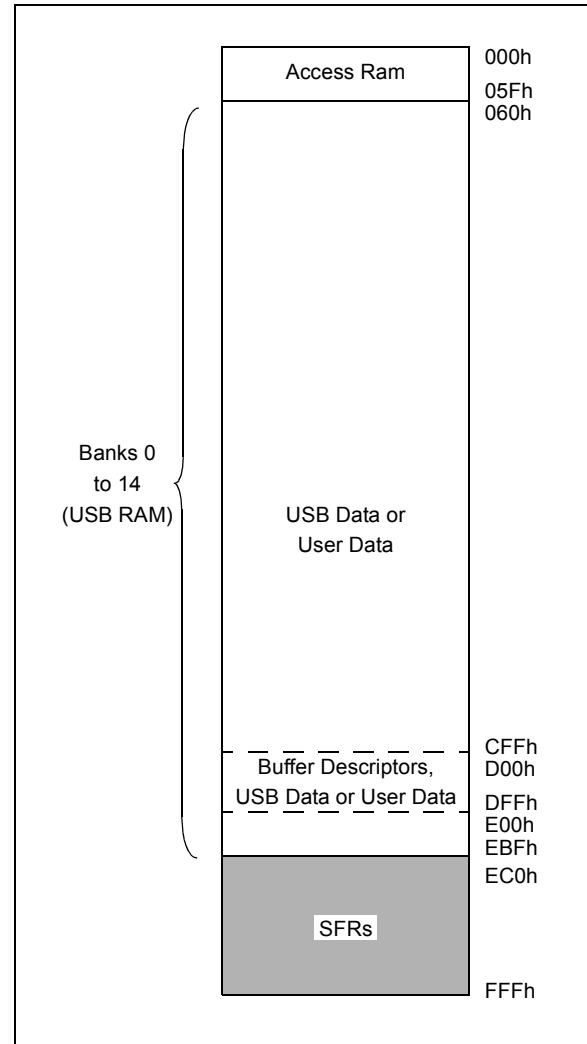 Access Ram
000h
05Fh
060h
Banks 0
to 14
(USB RAM)
USB Data or
User Data
CFFh
Buffer Descriptors,
D00h
USB Data or User Data
DFFh
E00h
EBFh
EC0h
SFRs
FFFh